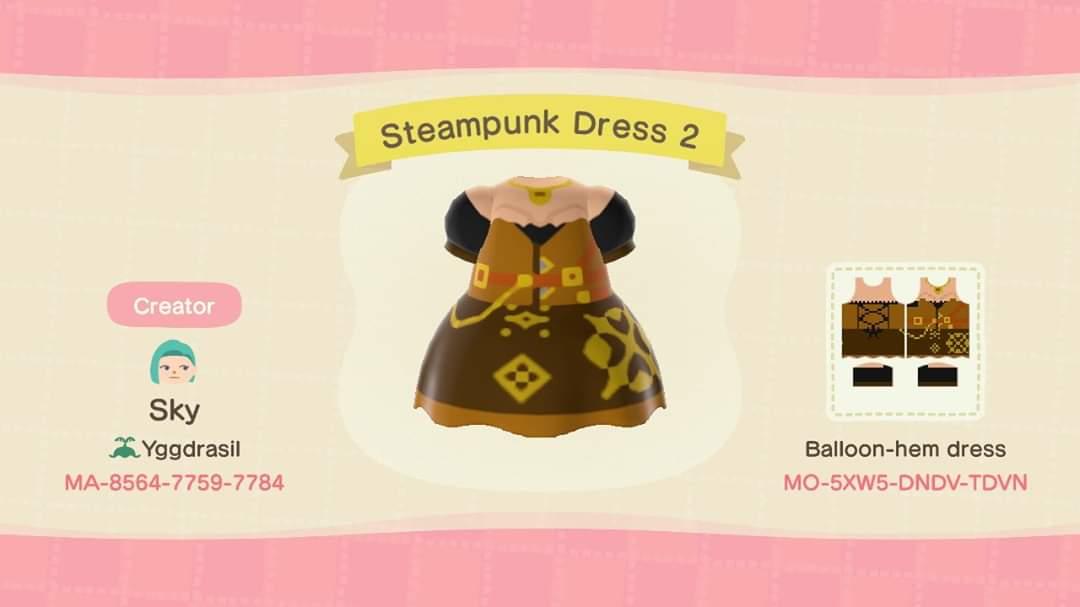 Steampunk Dress 2
Creator
Sky
Yggdrasil
MA-8564-7759-7784
Balloon-hem dress
MO-5XW5-DNDV-TDVN